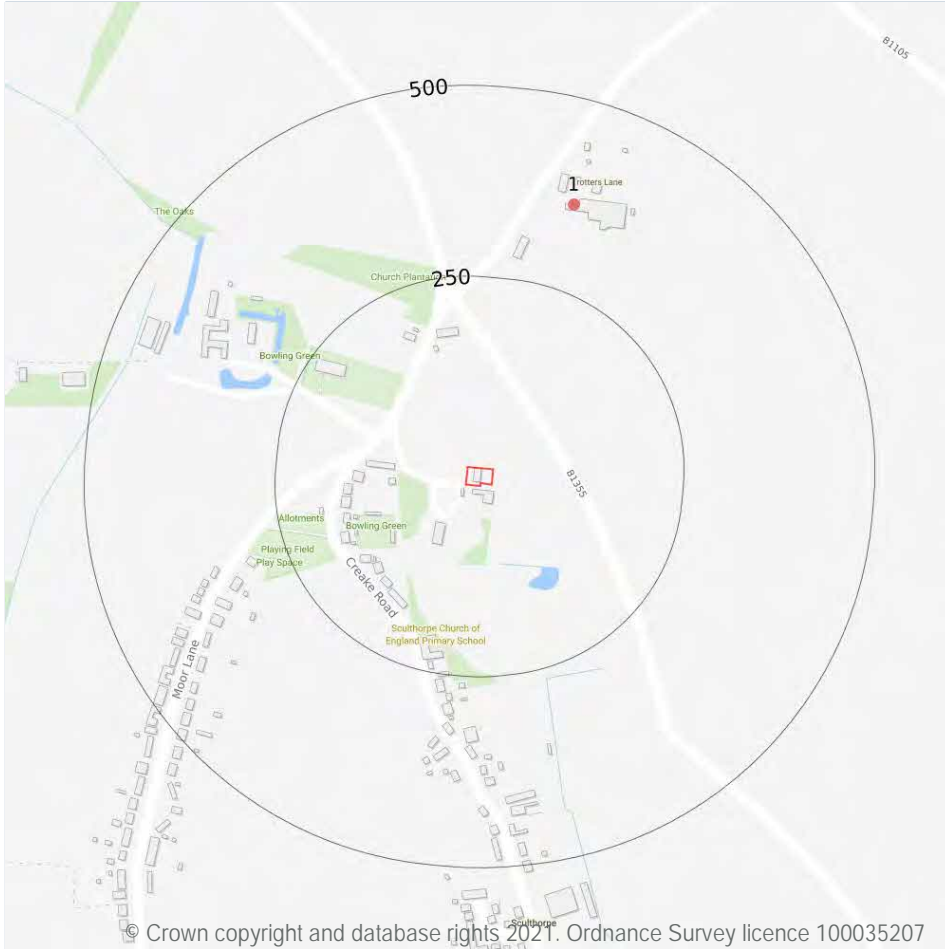 B1105
500
Trotters Lane
1
The Oaks
Church Plantation
250
Bowling Green
B1355
Allotments
Bowling Green
Playing Field
Play Space
Creake Road
Sculthorpe Church of
England Primary School
Moor Lane
Sculthorpe
© Crown copyright and database rights 2021. Ordnance Survey licence 100035207